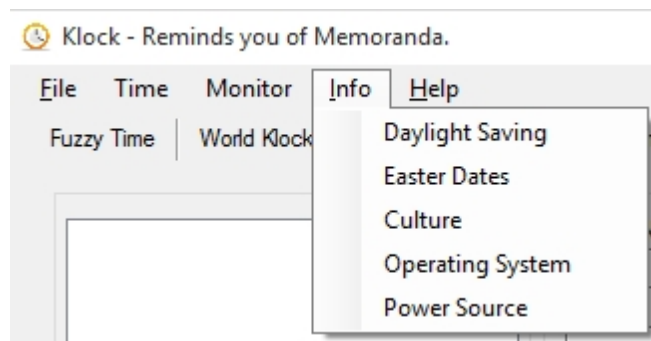 Klock - Reminds you of Memoranda.
File Time Monitor Info Help
Fuzzy Time World Klock
Daylight Saving
Easter Dates
Culture
Operating System
Power Source